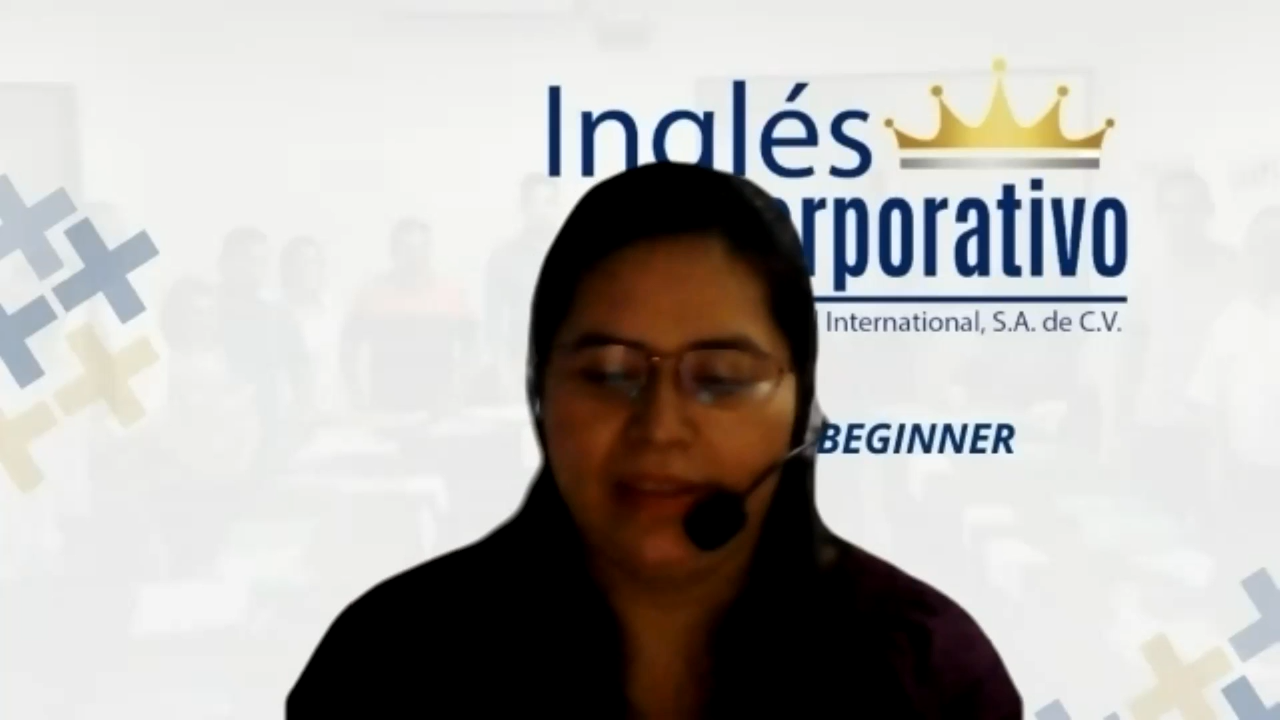 Inglés
rporativo
International, S.A. de C.V.
BEGINNER